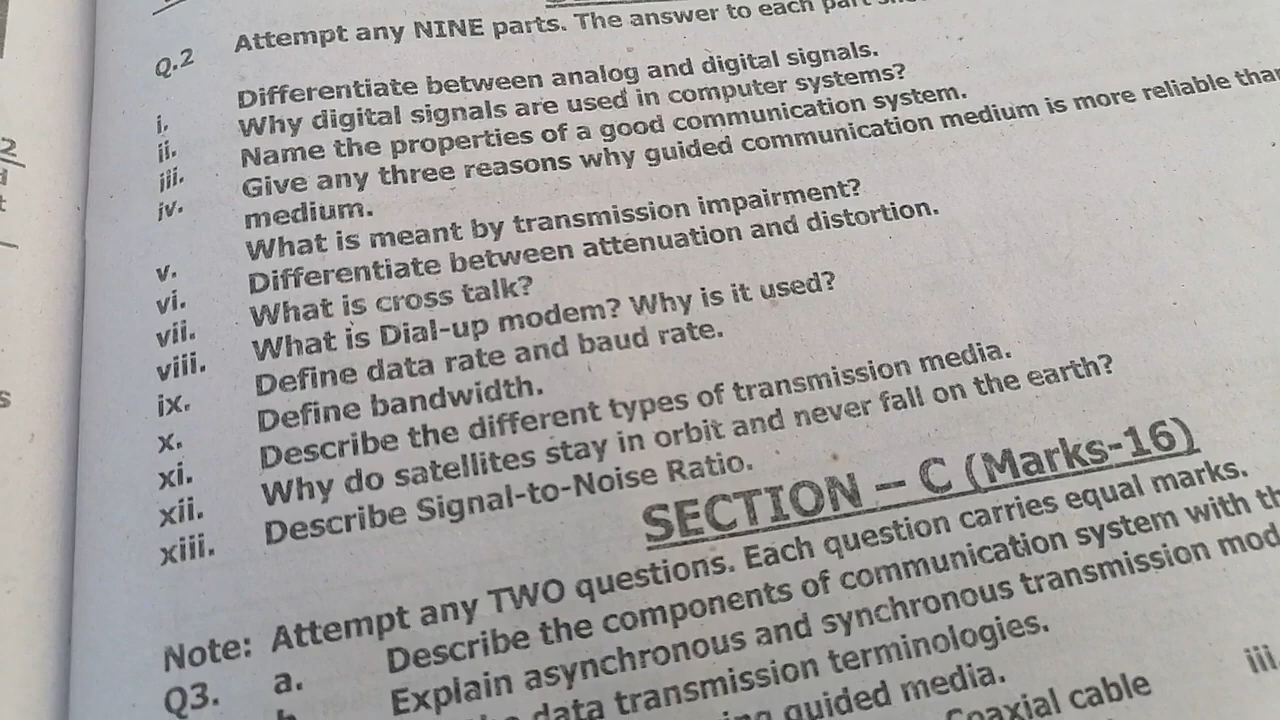 Q.2 Attempt any NINE parts. The answer to each part
i. Differentiate between analog and digital signals.
ii. Why digital signals are used in computer systems?
iii. Name the properties of a good communication system.
iv. Give any three reasons why guided communication medium is more reliable than
medium.
v. What is meant by transmission impairment?
vi. Differentiate between attenuation and distortion.
vii. What is cross talk?
viii. What is Dial-up modem? Why is it used?
ix. Define data rate and baud rate.
x. Define bandwidth.
xi. Describe the different types of transmission media.
xii. Why do satellites stay in orbit and never fall on the earth?
xiii. Describe Signal-to-Noise Ratio.
SECTION – C (Marks-16)
Note: Attempt any TWO questions. Each question carries equal marks.
Q3. a. Describe the components of communication system with
Explain asynchronous and synchronous transmission
data transmission terminologies.
guided media.
Coaxial cable iii.